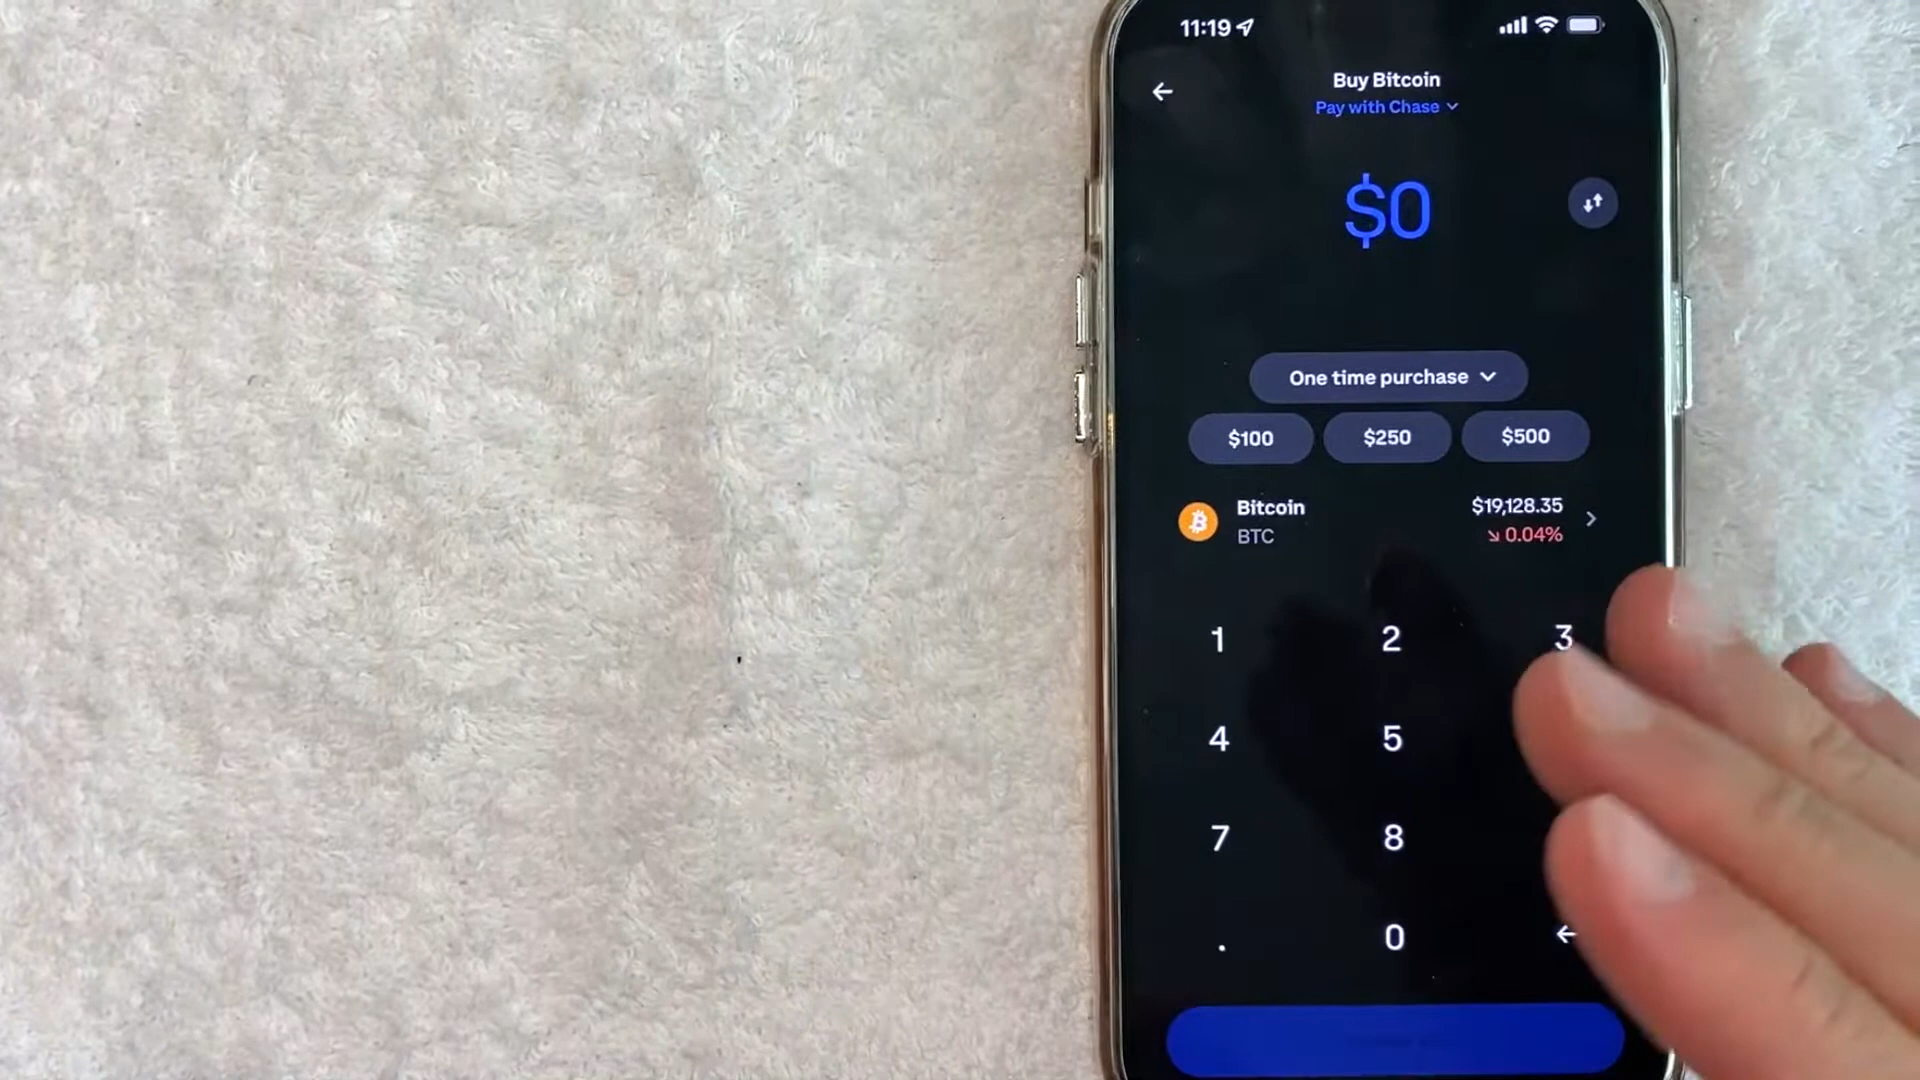 11:19
Buy Bitcoin
Pay with Chase
$0
One time purchase
$100 $250 $500
Bitcoin $19,128.35
BTC 0.04%
1 2 3
4 5
7 8
. 0